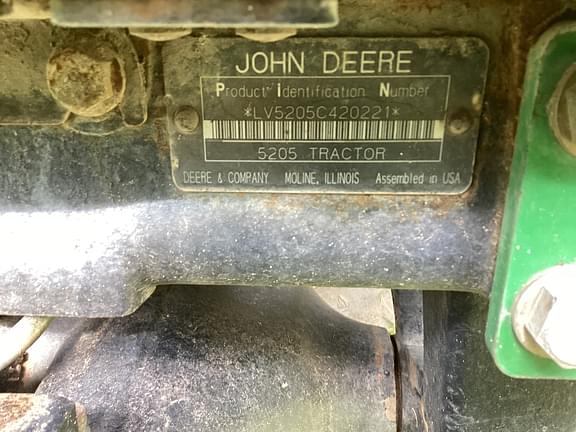 JOHN DEERE
Product Identification Number
*LV5205C420221*
5205 TRACTOR
DEERE & COMPANY MOLINE, ILLINOIS Assembled in USA